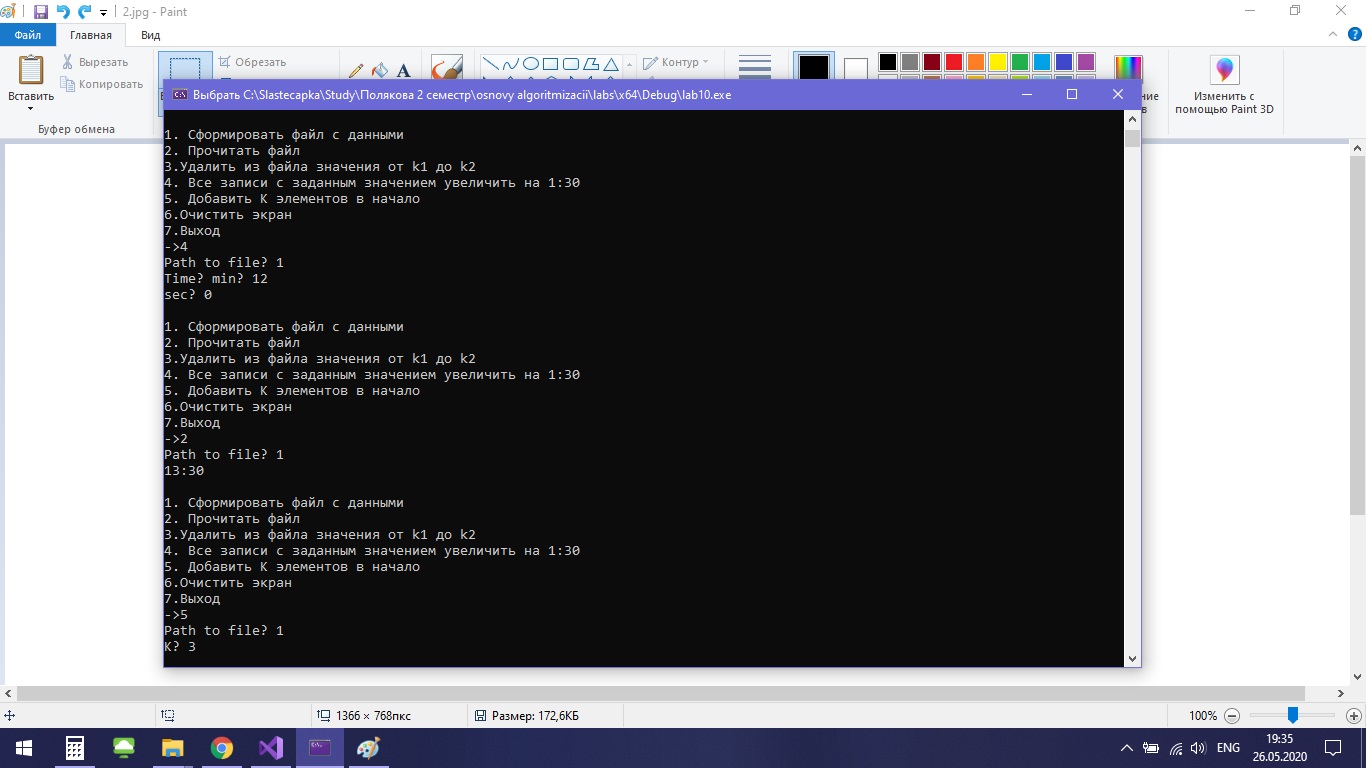 2.jpg - Paint
Файл Главная Вид
Вставить
Вырезать
Копировать
Буфер обмена
Обрезать
Контур
Изменить с
помощью Paint 3D
Выбрать C:\Slastecapka\Study\Полякова 2 семестр\osnovy algoritmizacii\labs\x64\Debug\lab10.exe
1. Сформировать файл с данными
2. Прочитать файл
3.Удалить из файла значения от k1 до k2
4. Все записи с заданным значением увеличить на 1:30
5. Добавить К элементов в начало
6.Очистить экран
7.Выход
->4
Path to file? 1
Time? min? 12
sec? 0
1. Сформировать файл с данными
2. Прочитать файл
3.Удалить из файла значения от k1 до k2
4. Все записи с заданным значением увеличить на 1:30
5. Добавить К элементов в начало
6.Очистить экран
7.Выход
->2
Path to file? 1
13:30
1. Сформировать файл с данными
2. Прочитать файл
3.Удалить из файла значения от k1 до k2
4. Все записи с заданным значением увеличить на 1:30
5. Добавить К элементов в начало
6.Очистить экран
7.Выход
->5
Path to file? 1
K? 3
1366 × 768пкс
Размер: 172,6КБ
100%
ENG
19:35
26.05.2020